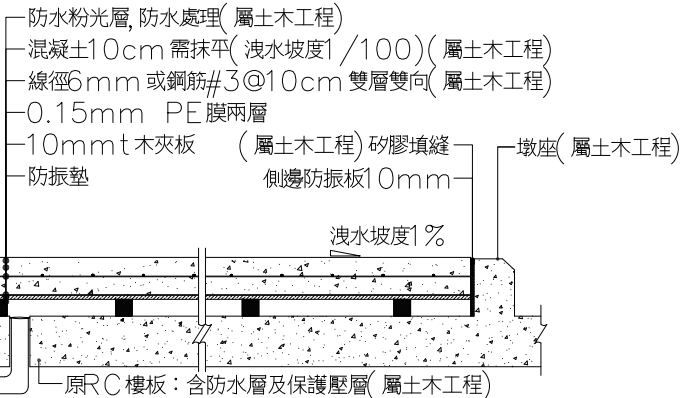 防水粉光層,防水處理(屬土木工程)
混凝土10cm 需抹平(洩水坡度1/100)(屬土木工程)
線徑6mm 或鋼筋#3@10cm 雙層雙向(屬土木工程)
0.15mm PE膜兩層
10mmt木夾板 (屬土木工程) 矽膠填縫
墩座(屬土木工程)
防振墊 側邊防振板10mm
洩水坡度1%
原RC樓板：含防水層及保護壓層(屬土木工程)